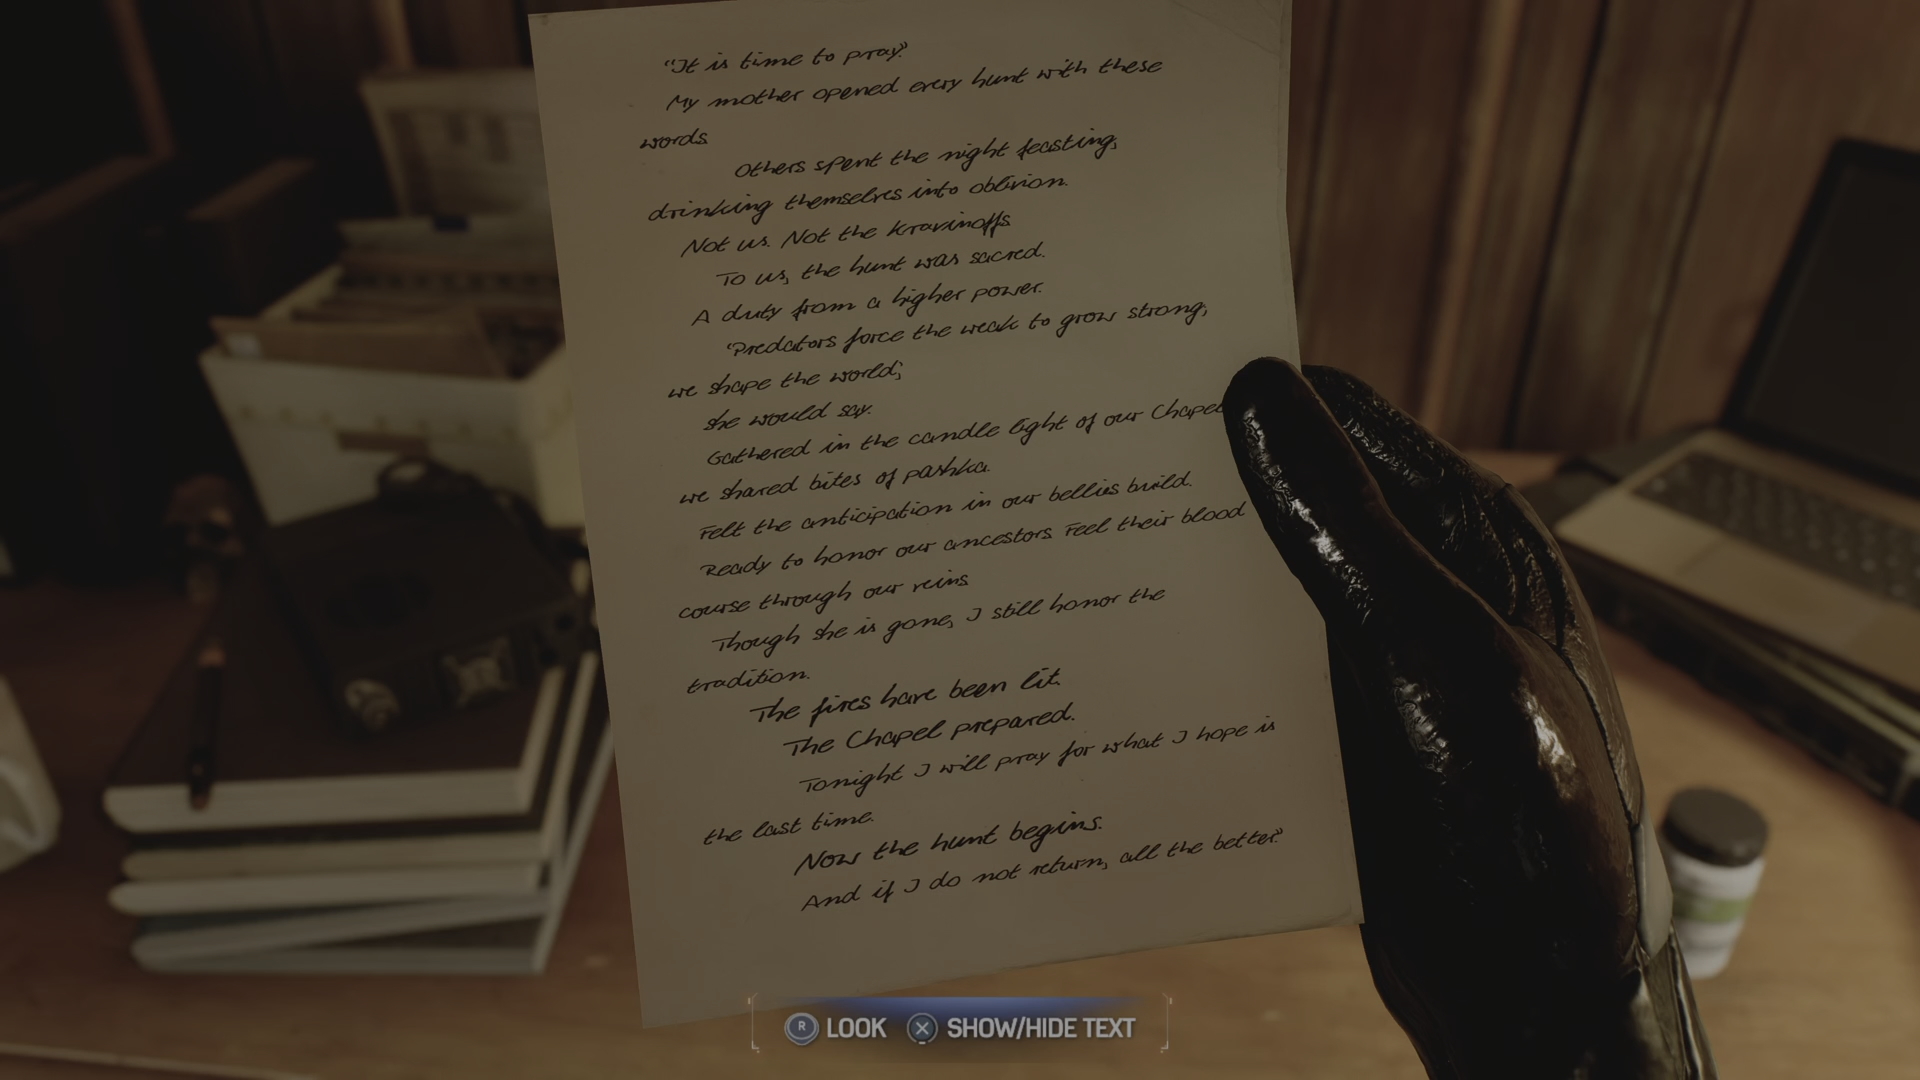 "It is time to pray."
My mother opened every hunt with these
words.
Others spent the night feasting,
drinking themselves into oblivion.
Not us. Not the Kravinoffs
To us, the hunt was sacred.
A duty from a higher power.
"Predators force the weak to grow strong,
we shape the world,"
she would say.
Gathered in the candle light of our Chapel
we shared bites of pashka.
Felt the anticipation in our bellies build.
Ready to honor our ancestors. Feel their blood
course through our veins
Though she is gone, I still honor the
tradition.
The fires have been lit.
The Chapel prepared.
Tonight I will pray for what I hope is
the last time.
Now the hunt begins.
And if I do not return, all the better."
R LOOK X SHOW/HIDE TEXT